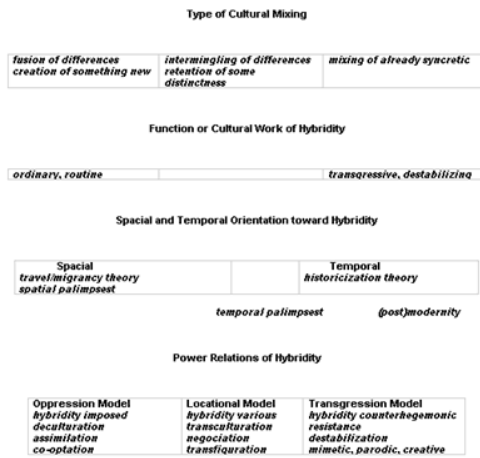 Type of Cultural Mixing
fusion of differences intermingling of differences mixing of already syncretic
creation of something new retention of some
distinctness
Function or Cultural Work of Hybridity
ordinary, routine transgressive, destabilizing
Spacial and Temporal Orientation toward Hybridity
Spacial Temporal
travel/migrancy theory historicization theory
spatial palimpsest
temporal palimpsest (post)modernity
Power Relations of Hybridity
Oppression Model Locational Model Transgression Model
hybridity imposed hybridity various hybridity counterhegemonic
deculturation transculturation resistance
assimilation negociation destabilization
co-optation transfiguration mimetic, parodic, creative